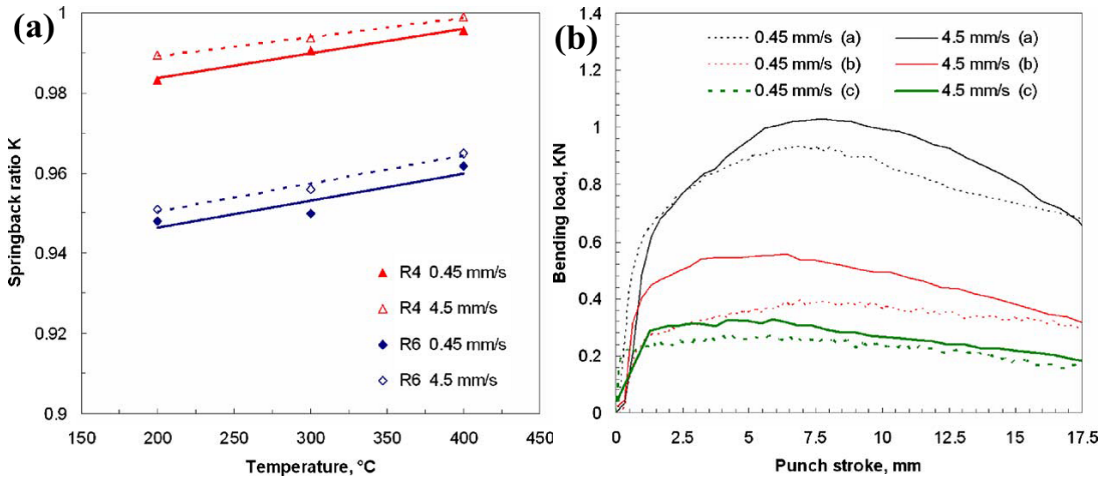 (a)
Springback ratio K
1
0.98
0.96
0.94
0.92
0.9
R4 0.45 mm/s
R4 4.5 mm/s
R6 0.45 mm/s
R6 4.5 mm/s
150 200 250 300 350 400 450
Temperature, °C
(b)
Bending load, KN
1.4
1.2
1
0.8
0.6
0.4
0.2
0
0.45 mm/s (a) 4.5 mm/s (a)
0.45 mm/s (b) 4.5 mm/s (b)
0.45 mm/s (c) 4.5 mm/s (c)
0 2.5 5 7.5 10 12.5 15 17.5
Punch stroke, mm